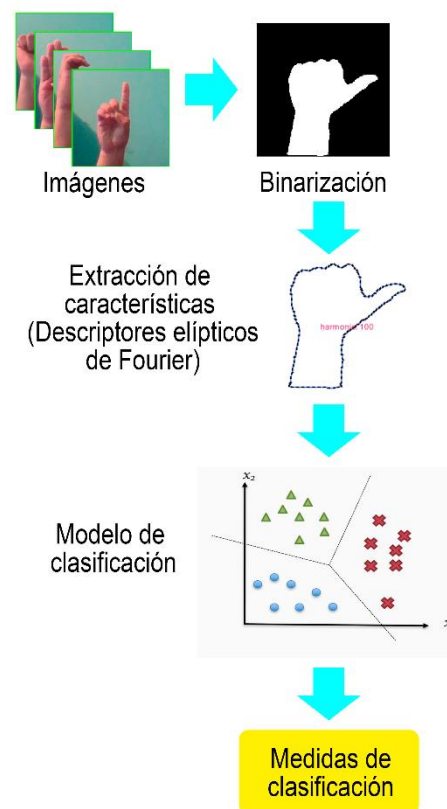 Imágenes
Binarización
Extracción de
características
(Descriptores elípticos
de Fourier)
harmonic 100
x₂
Modelo de
clasificación
Medidas de
clasificación